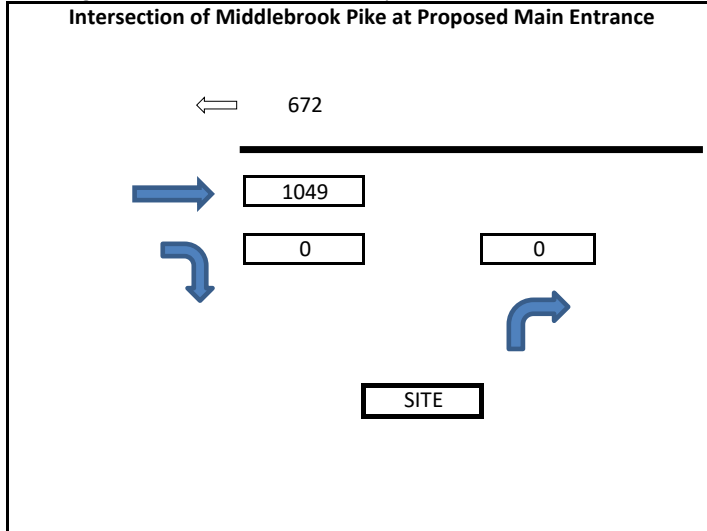 Intersection of Middlebrook Pike at Proposed Main Entrance
672
1049
0 0
SITE